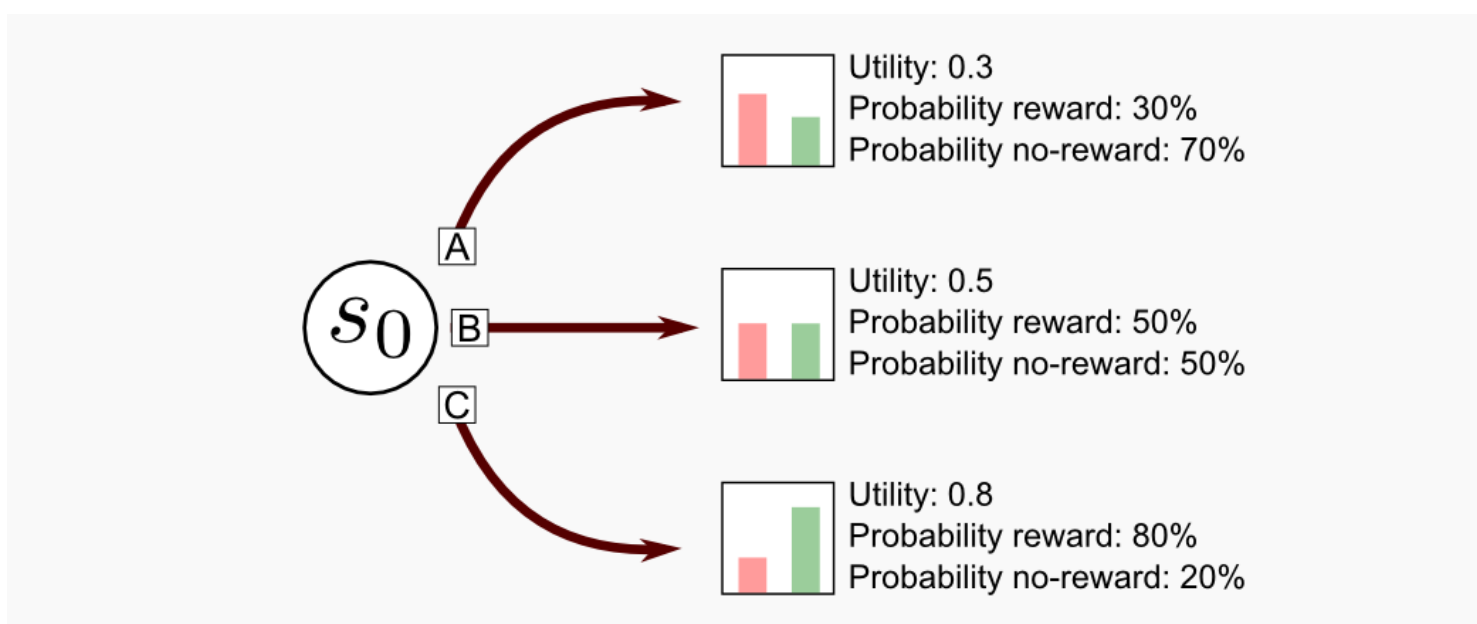 Utility: 0.3
Probability reward: 30%
Probability no-reward: 70%
A
s0
B
Utility: 0.5
Probability reward: 50%
Probability no-reward: 50%
C
Utility: 0.8
Probability reward: 80%
Probability no-reward: 20%